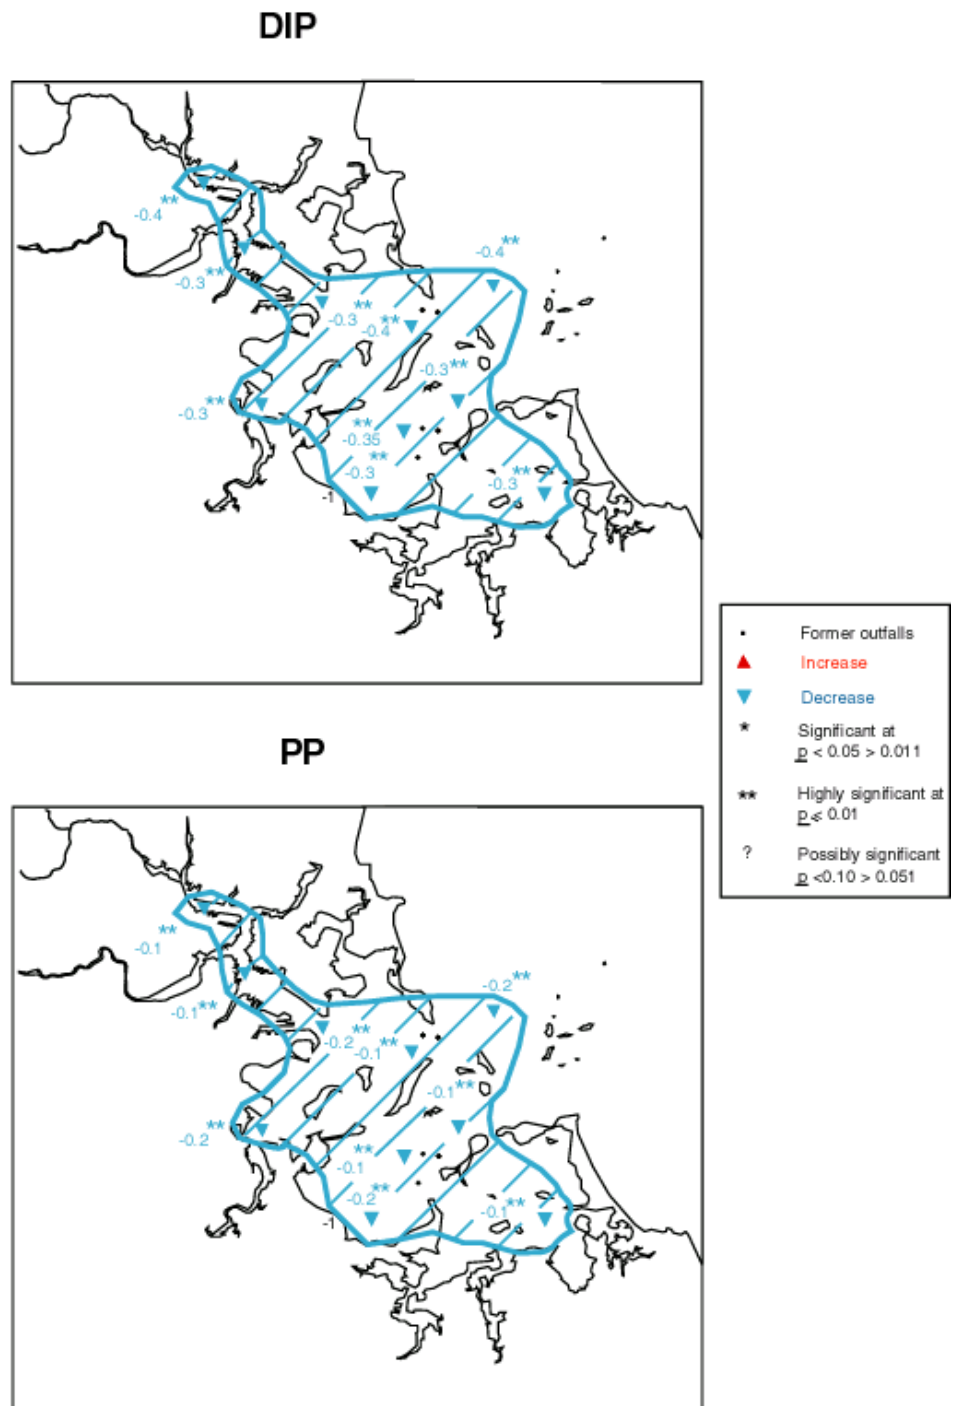 DIP
-0.4**
-0.4**
-0.3**
-0.3**
-0.4**
-0.3**
-0.3**
-0.35**
-0.3**
-0.3**
-1
Former outfalls
Increase
Decrease
* Significant at
p < 0.05 > 0.011
** Highly significant at
p ≤ 0.01
? Possibly significant
p <0.10 > 0.051
PP
-0.1**
-0.2**
-0.1**
-0.2**
-0.1**
-0.1**
-0.2**
-0.1**
-0.2**
-0.1**
-1